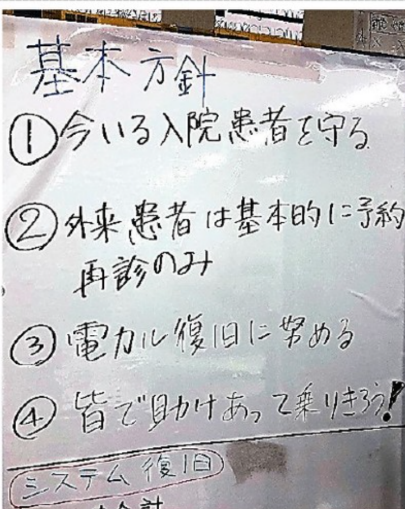 基本方針
①今いる入院患者を守る
②外来患者は基本的に予約
再診のみ
③電カル復旧に努める
④皆で助けあって乗りきろう!
システム復旧